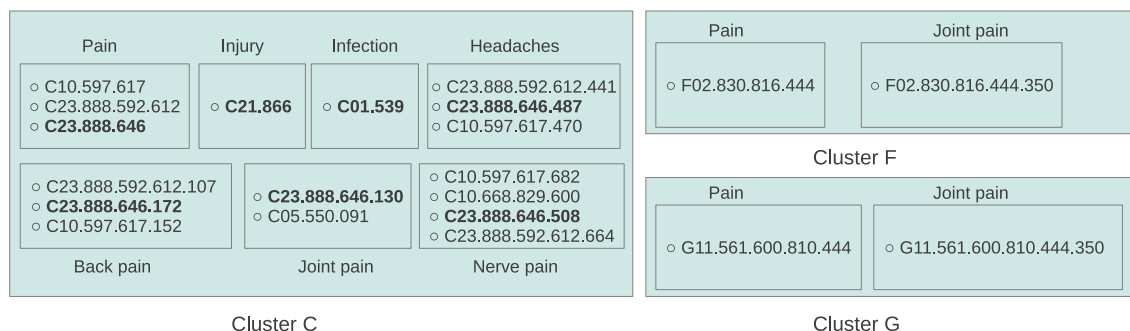 Pain
Injury
Infection
Headaches
○ C10.597.617
○ C23.888.592.612
○ C23.888.646
○ C21.866
○ C01.539
○ C23.888.592.612.441
○ C23.888.646.487
○ C10.597.617.470
○ C23.888.592.612.107
○ C23.888.646.172
○ C10.597.617.152
○ C23.888.646.130
○ C05.550.091
○ C10.597.617.682
○ C10.668.829.600
○ C23.888.646.508
○ C23.888.592.612.664
Back pain
Joint pain
Nerve pain
Cluster C
Pain
Joint pain
○ F02.830.816.444
○ F02.830.816.444.350
Cluster F
Pain
Joint pain
○ G11.561.600.810.444
○ G11.561.600.810.444.350
Cluster G